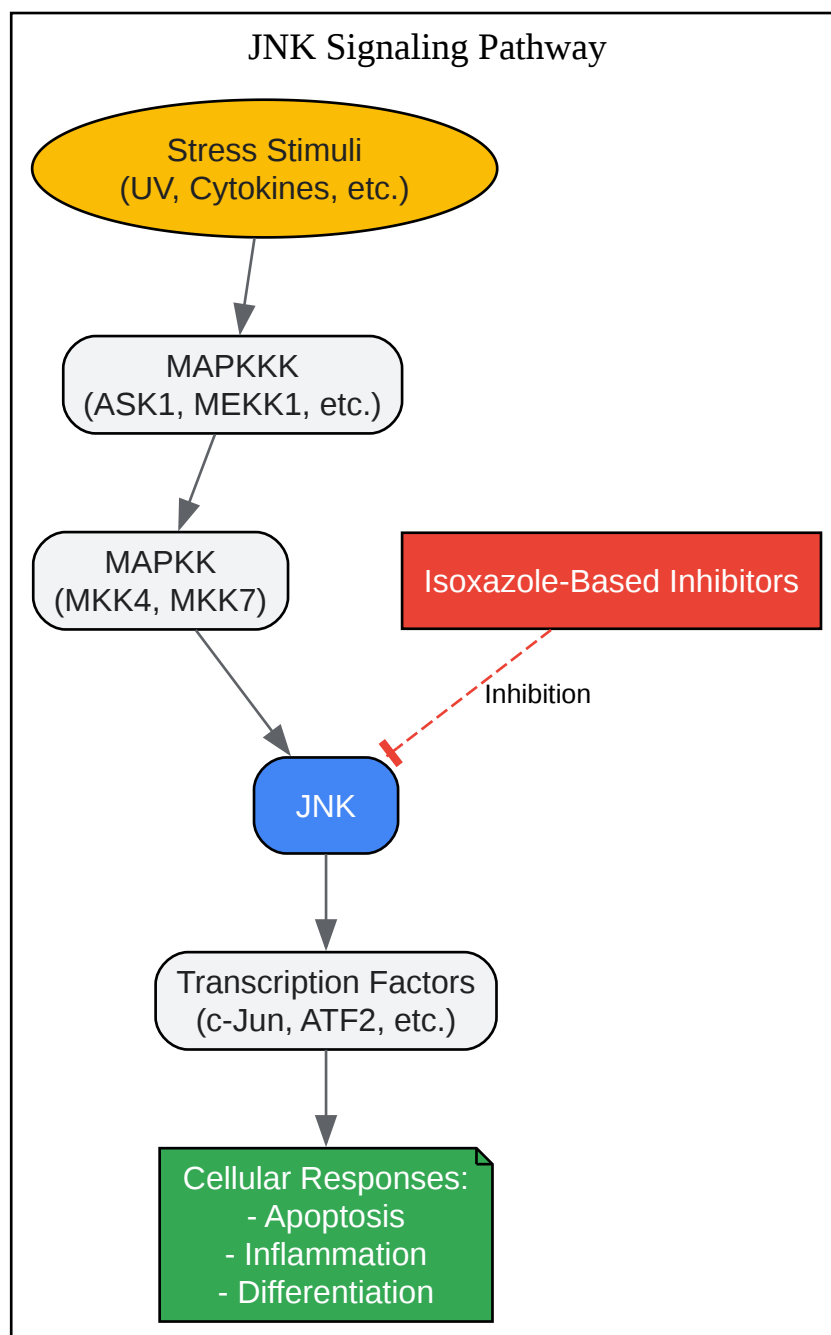 JNK Signaling Pathway
Stress Stimuli
(UV, Cytokines, etc.)
MAPKKK
(ASK1, MEKK1, etc.)
MAPKK
(MKK4, MKK7)
Isoxazole-Based Inhibitors
Inhibition
JNK
Transcription Factors
(c-Jun, ATF2, etc.)
Cellular Responses:
- Apoptosis
- Inflammation
- Differentiation